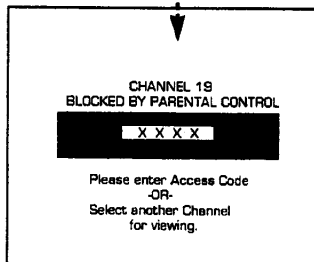 CHANNEL 19
BLOCKED BY PARENTAL CONTROL
X X X X
Please enter Access Code
-OR-
Select another Channel
for viewing.